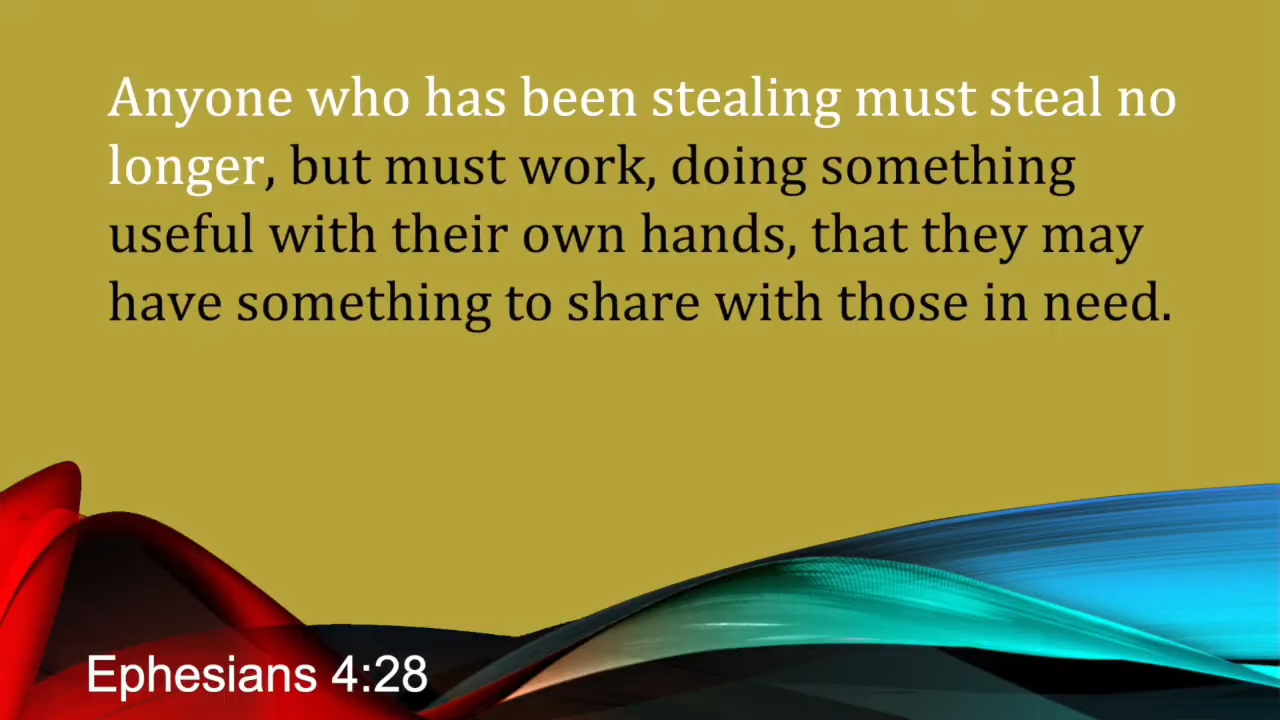 Anyone who has been stealing must steal no
longer, but must work, doing something
useful with their own hands, that they may
have something to share with those in need.
Ephesians 4:28